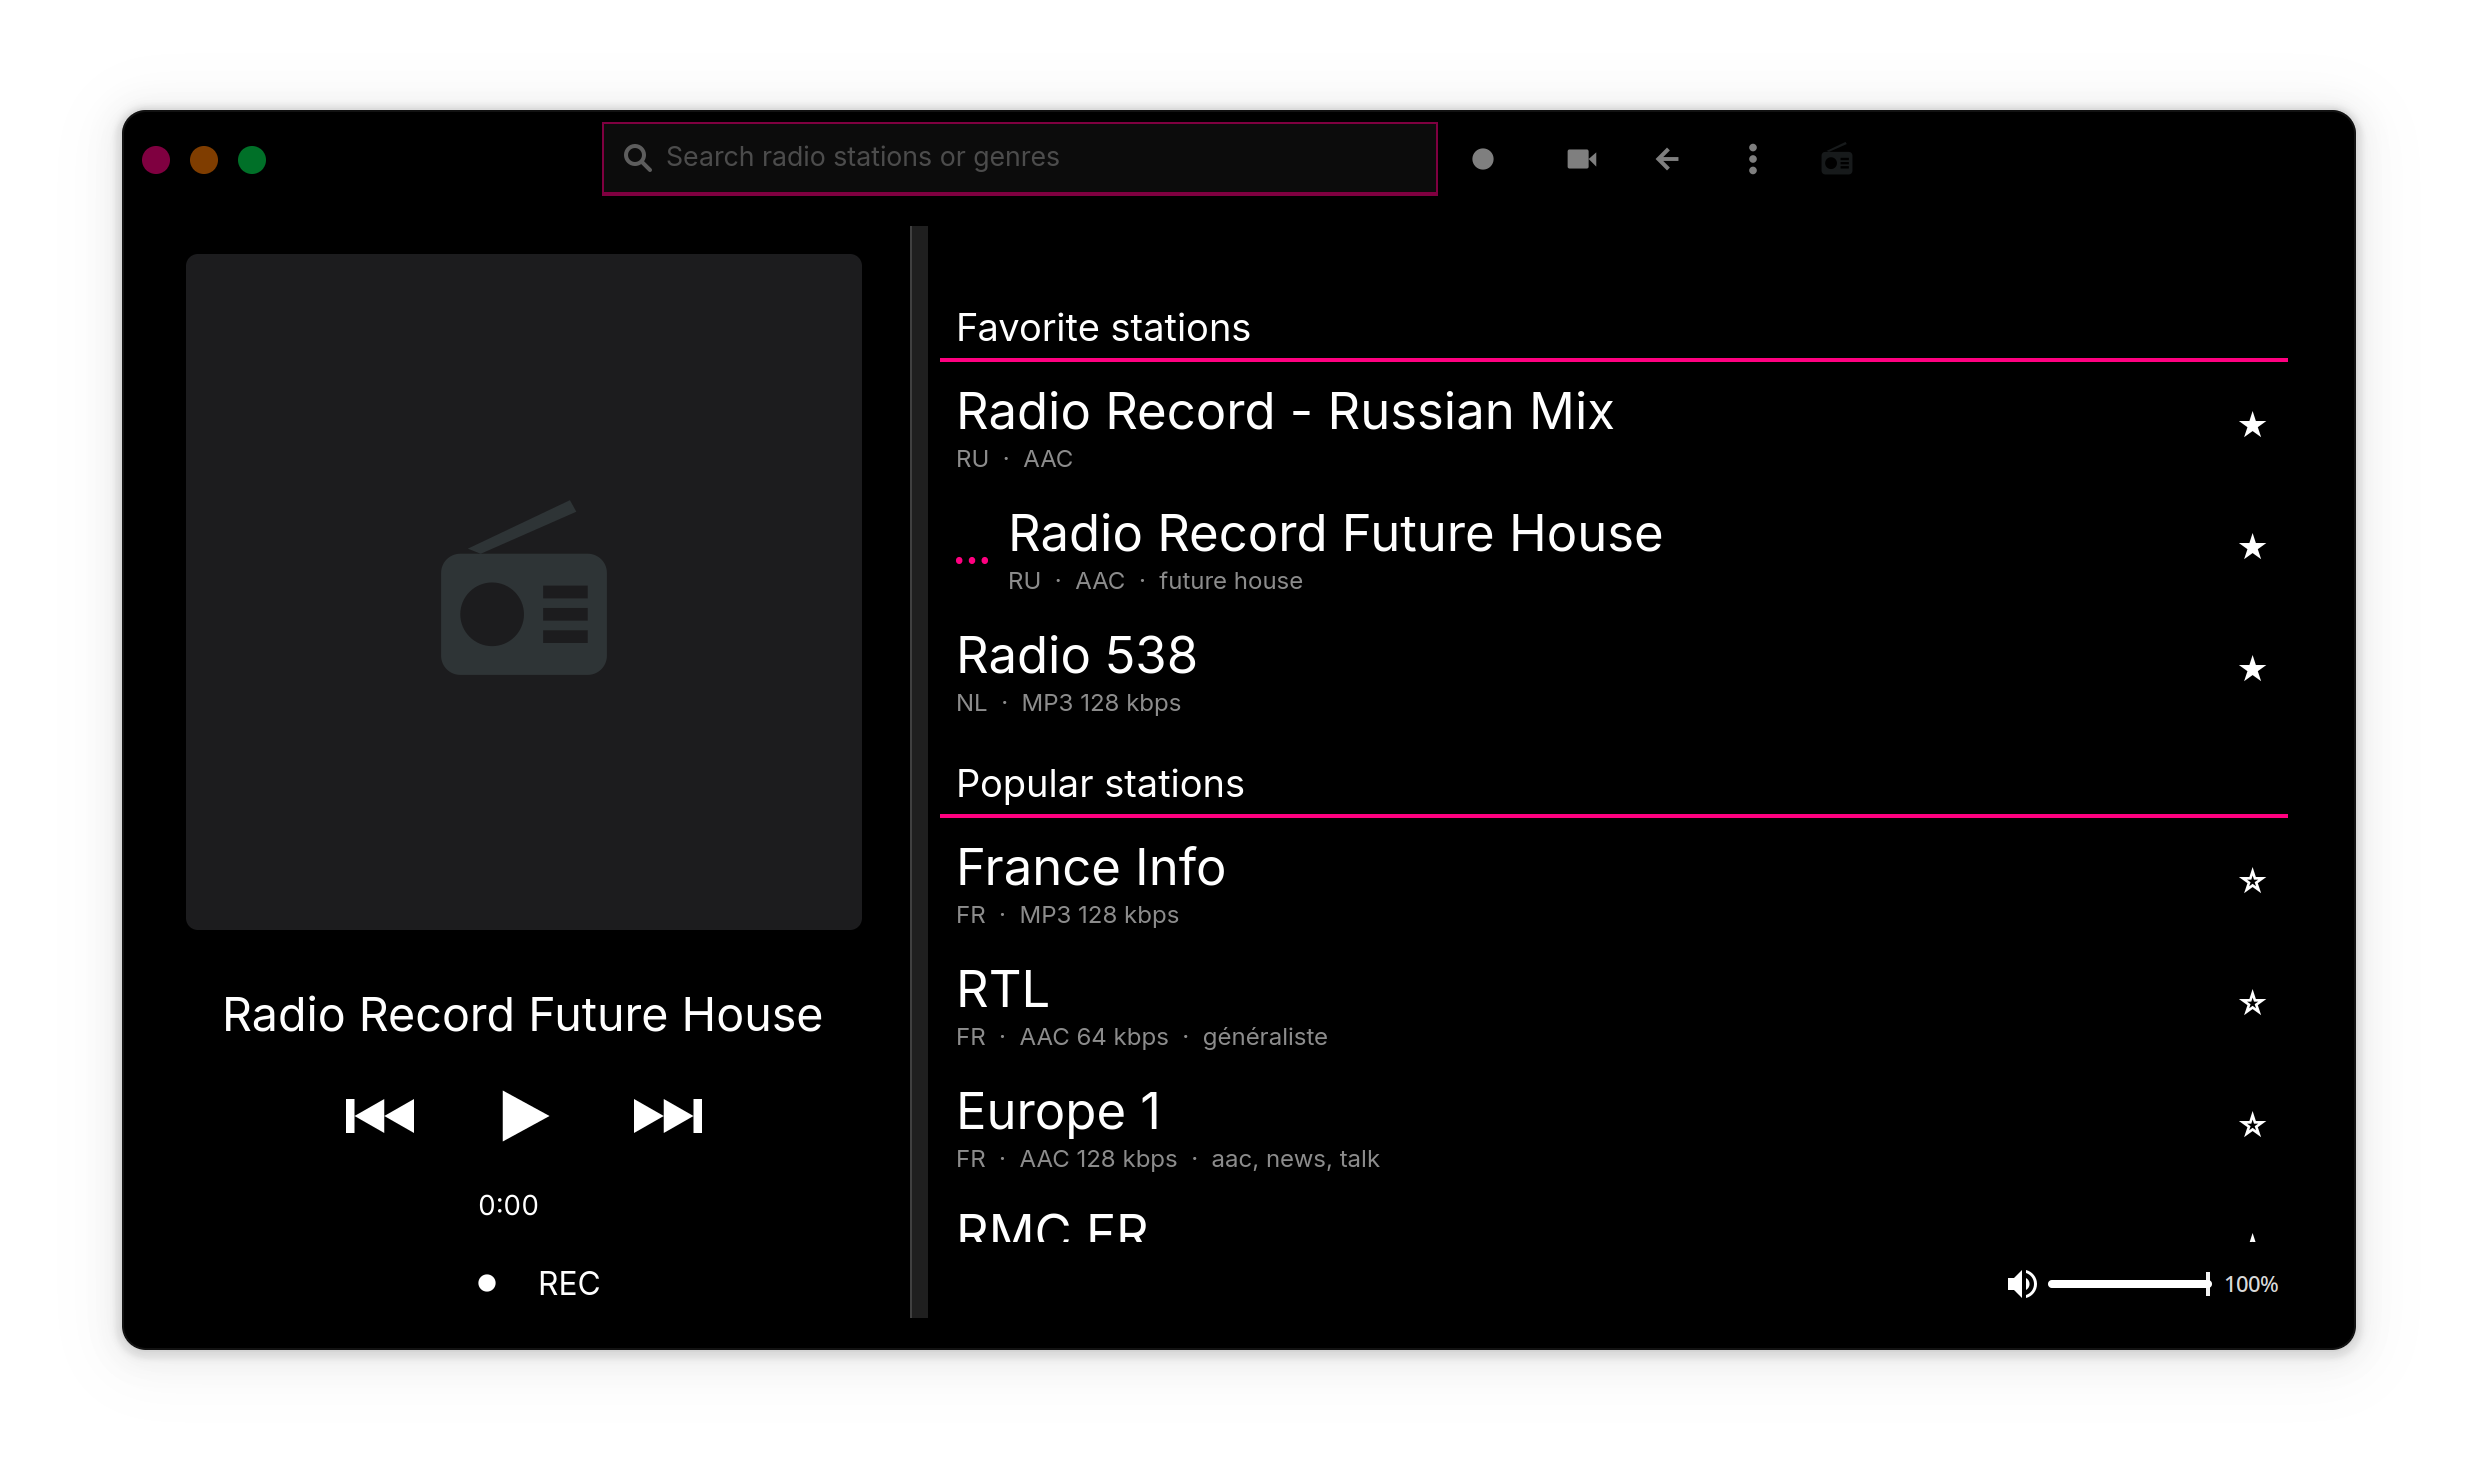 Search radio stations or genres
Radio Record Future House
0:00
REC
Favorite stations
Radio Record - Russian Mix
RU · AAC
Radio Record Future House
RU · AAC · future house
Radio 538
NL · MP3 128 kbps
Popular stations
France Info
FR · MP3 128 kbps
RTL
FR · AAC 64 kbps · généraliste
Europe 1
FR · AAC 128 kbps · aac, news, talk
RMC FR
100%